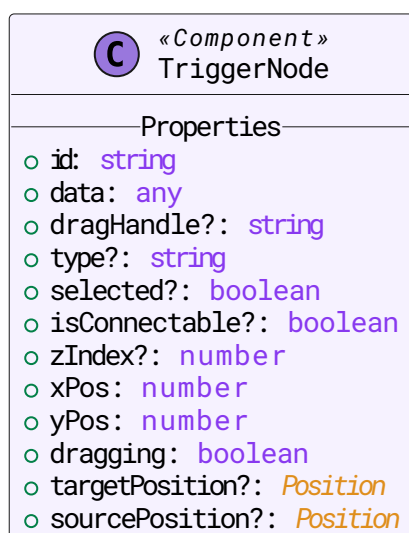 C
«Component»
TriggerNode
Properties
id: string
data: any
dragHandle?: string
type?: string
selected?: boolean
isConnectable?: boolean
zIndex?: number
xPos: number
yPos: number
dragging: boolean
targetPosition?: Position
sourcePosition?: Position